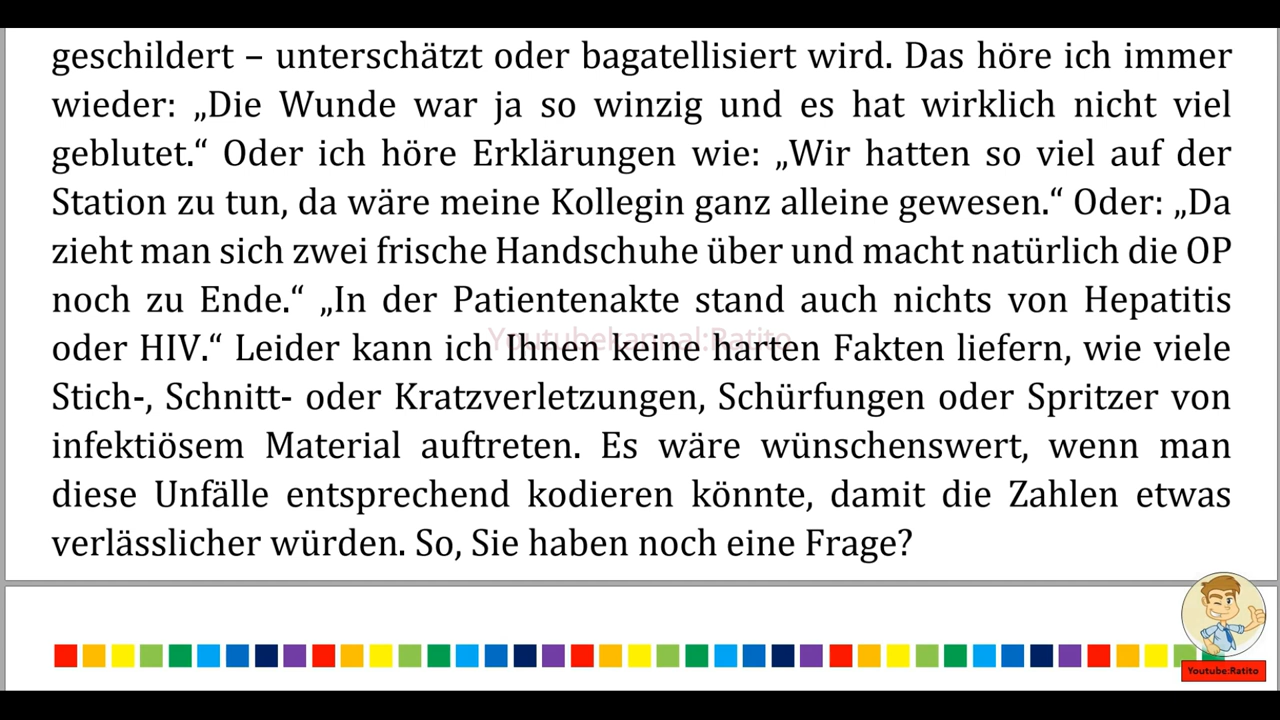 geschildert – unterschätzt oder bagatellisiert wird. Das höre ich immer
wieder: „Die Wunde war ja so winzig und es hat wirklich nicht viel
geblutet.“ Oder ich höre Erklärungen wie: „Wir hatten so viel auf der
Station zu tun, da wäre meine Kollegin ganz alleine gewesen.“ Oder: „Da
zieht man sich zwei frische Handschuhe über und macht natürlich die OP
noch zu Ende.“ „In der Patientenakte stand auch nichts von Hepatitis
Youtubekannal:Ratito
oder HIV.“ Leider kann ich Ihnen keine harten Fakten liefern, wie viele
Stich-, Schnitt- oder Kratzverletzungen, Schürfungen oder Spritzer von
infektiösem Material auftreten. Es wäre wünschenswert, wenn man
diese Unfälle entsprechend kodieren könnte, damit die Zahlen etwas
verlässlicher würden. So, Sie haben noch eine Frage?
Youtube:Ratito